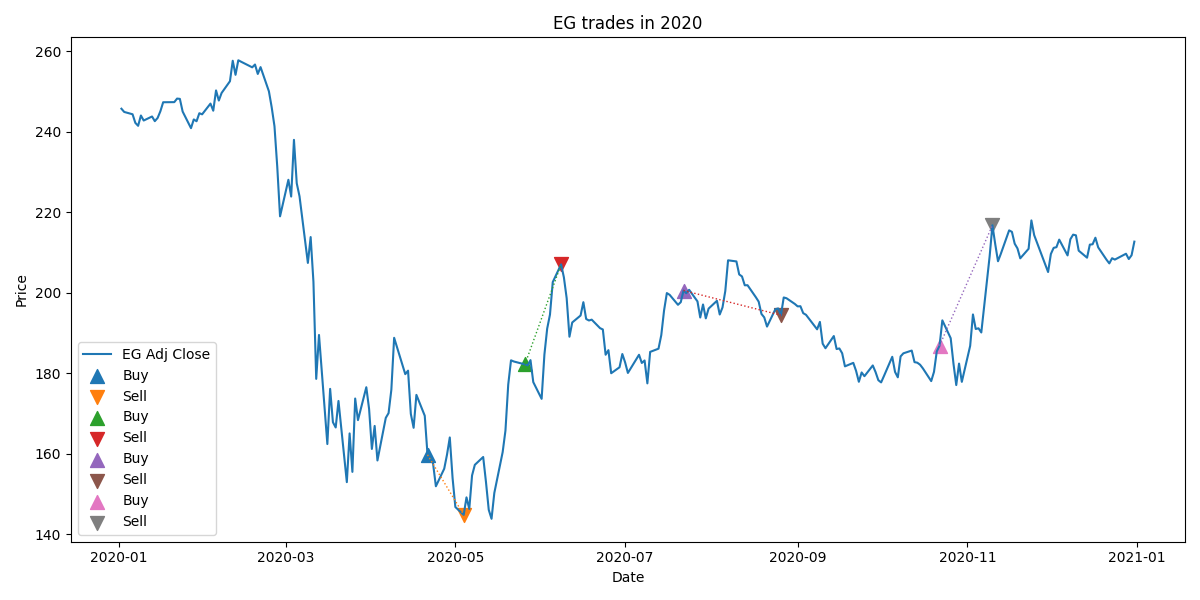 EG trades in 2020
Price
260
240
220
200
180
160
140
EG Adj Close
Buy
Sell
Buy
Sell
Buy
Sell
Buy
Sell
2020-01
2020-03
2020-05
2020-07
2020-09
2020-11
2021-01
Date